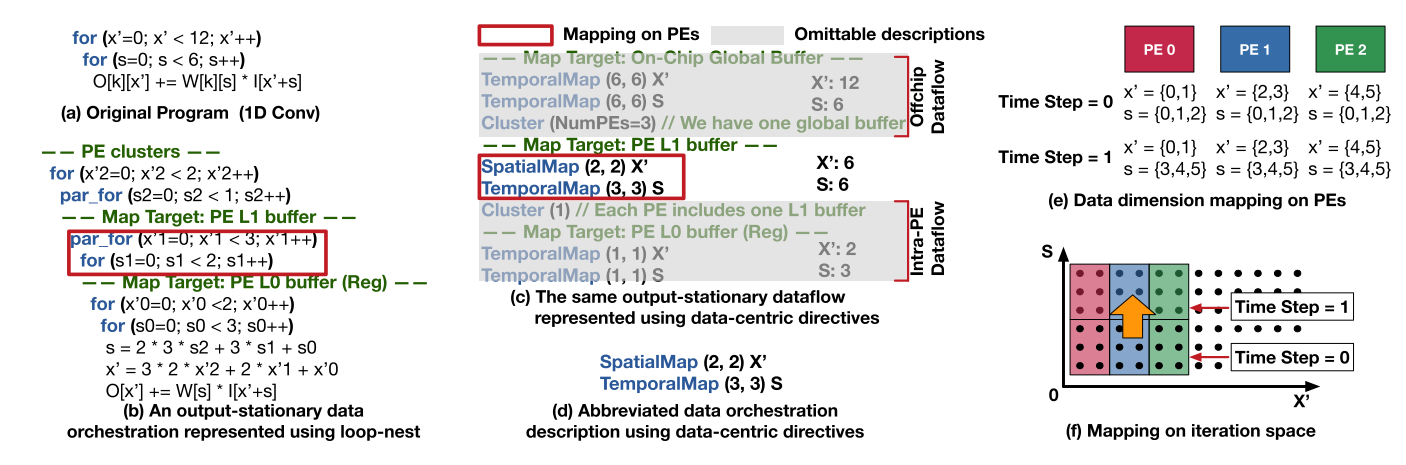 for (x'=0; x' < 12; x'++)
for (s=0; s < 6; s++)
O[k][x'] += W[k][s] * I[x'+s]
(a) Original Program (1D Conv)
—— PE clusters ——
for (x'2=0; x'2 < 2; x'2++)
par_for (s2=0; s2 < 1; s2++)
—— Map Target: PE L1 buffer ——
par_for (x'1=0; x'1 < 3; x'1++)
for (s1=0; s1 < 2; s1++)
—— Map Target: PE L0 buffer (Reg) ——
for (x'0=0; x'0 <2; x'0++)
for (s0=0; s0 < 3; s0++)
s = 2 * 3 * s2 + 3 * s1 + s0
x' = 3 * 2 * x'2 + 2 * x'1 + x'0
O[x'] += W[s] * I[x'+s]
(b) An output-stationary data
orchestration represented using loop-nest
Mapping on PEs
Omittable descriptions
—— Map Target: On-Chip Global Buffer ——
TemporalMap (6, 6) X' X': 12
TemporalMap (6, 6) S S: 6
Cluster (NumPEs=3) // We have one global buffer
Offchip
Dataflow
—— Map Target: PE L1 buffer ——
SpatialMap (2, 2) X' X': 6
TemporalMap (3, 3) S S: 6
Cluster (1) // Each PE includes one L1 buffer
—— Map Target: PE L0 buffer (Reg) ——
TemporalMap (1, 1) X' X': 2
TemporalMap (1, 1) S S: 3
Intra-PE
Dataflow
(c) The same output-stationary dataflow
represented using data-centric directives
SpatialMap (2, 2) X'
TemporalMap (3, 3) S
(d) Abbreviated data orchestration
description using data-centric directives
PE 0 PE 1 PE 2
Time Step = 0
x' = {0,1} x' = {2,3} x' = {4,5}
s = {0,1,2} s = {0,1,2} s = {0,1,2}
Time Step = 1
x' = {0,1} x' = {2,3} x' = {4,5}
s = {3,4,5} s = {3,4,5} s = {3,4,5}
(e) Data dimension mapping on PEs
S
Time Step = 1
Time Step = 0
0
X'
(f) Mapping on iteration space